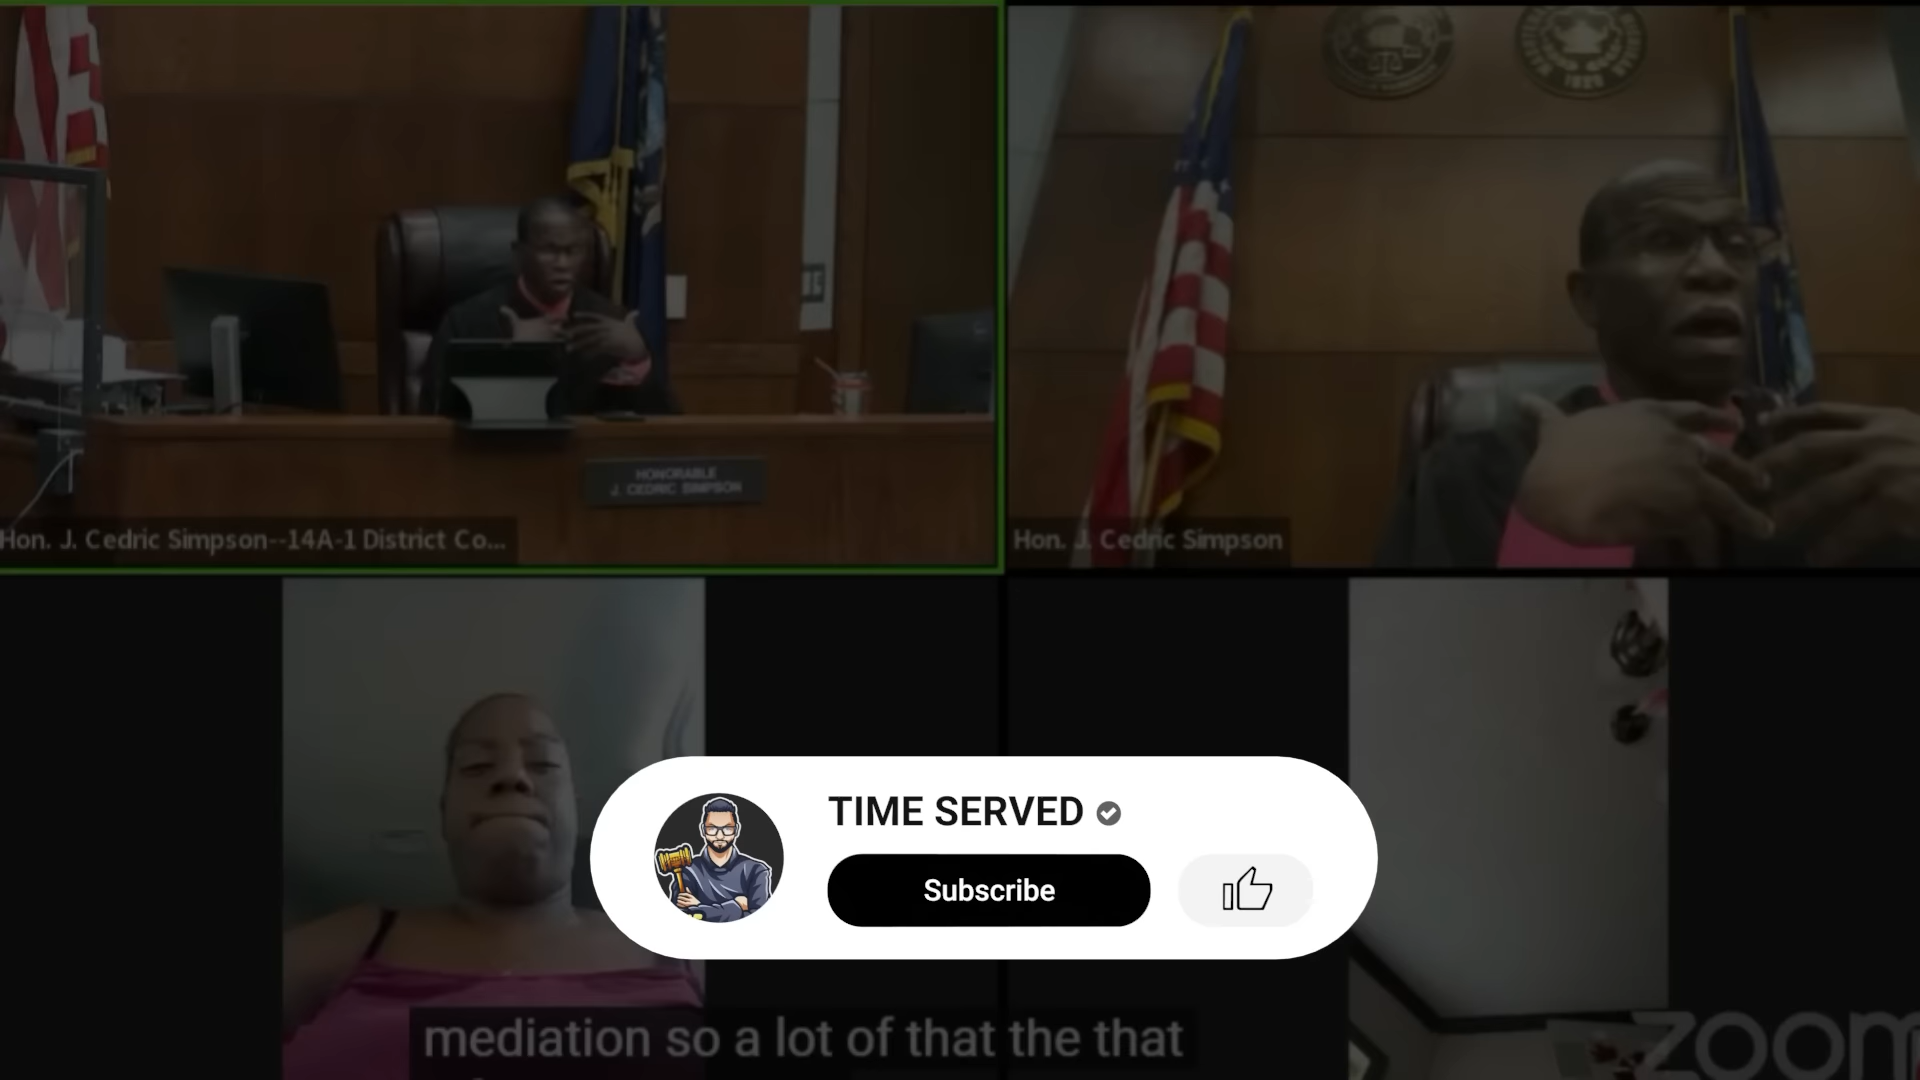 1829
HONORABLE
J. CEDRIC SIMPSON
Hon. J. Cedric Simpson--14A-1 District Co...
Hon. J. Cedric Simpson
TIME SERVED
Subscribe
mediation so a lot of that the that
zoom